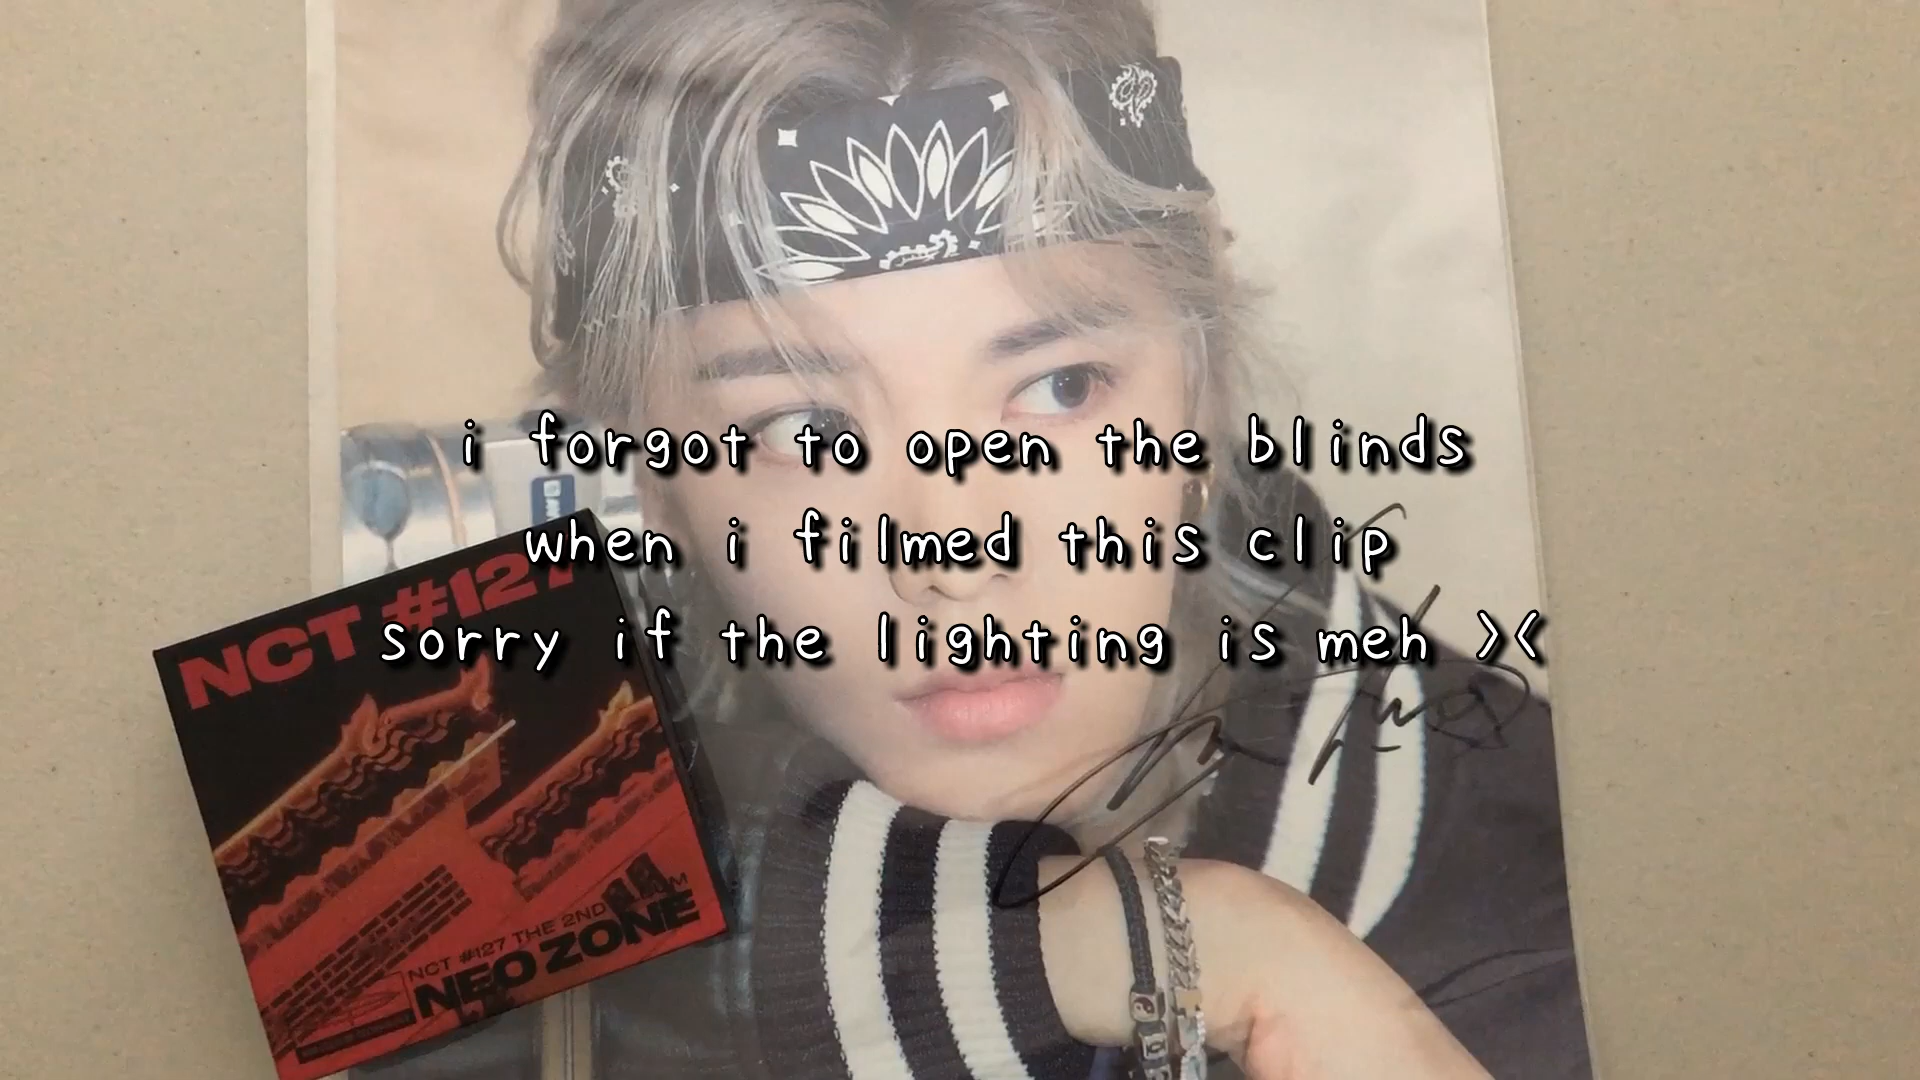 i forgot to open the blinds
when i filmed this clip
sorry if the lighting is meh ><
NCT #127
NCT #127 THE 2ND ALBUM
NEO ZONE